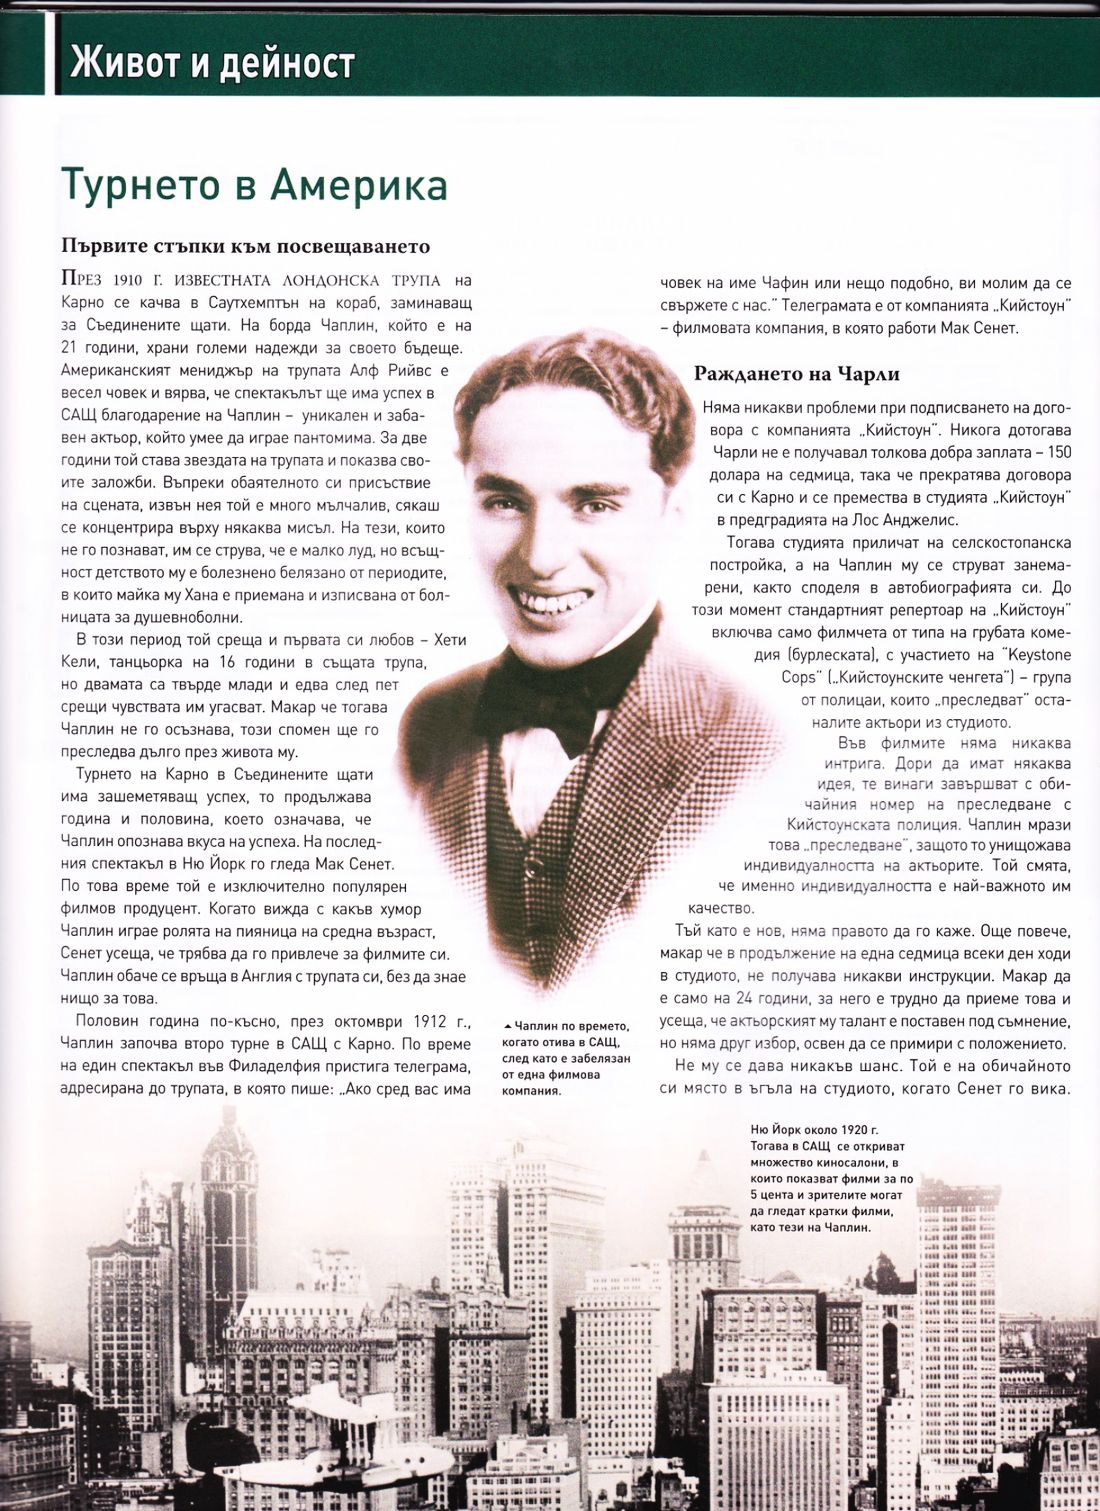 Живот и дейност
Турнето в Америка
Първите стъпки към посвещаването
През 1910 г. известната лондонска трупа на
Карно се качва в Саутхемптън на кораб, заминаващ
за Съединените щати. На борда Чаплин, който е на
21 години, храни големи надежди за своето бъдеще.
Американският мениджър на трупата Алф Рийвс е
весел човек и вярва, че спектакълът ще има успех в
САЩ благодарение на Чаплин – уникален и заба-
вен актьор, който умее да играе пантомима. За две
години той става звездата на трупата и показва сво-
ите заложби. Въпреки обаятелното си присъствие
на сцената, извън нея той е много мълчалив, сякаш
се концентрира върху някаква мисъл. На тези, които
не го познават, им се струва, че е малко луд, но всъщ-
ност детството му е болезнено белязано от периодите,
в които майка му Хана е приемана и изписвана от бол-
ницата за душевноболни.
В този период той среща и първата си любов – Хети
Кели, танцьорка на 16 години в същата трупа,
но двамата са твърде млади и едва след пет
срещи чувствата им угасват. Макар че тогава
Чаплин не го осъзнава, този спомен ще го
преследва дълго през живота му.
Турнето на Карно в Съединените щати
има зашеметяващ успех, то продължава
година и половина, което означава, че
Чаплин опознава вкуса на успеха. На послед-
ния спектакъл в Ню Йорк го гледа Мак Сенет.
По това време той е изключително популярен
филмов продуцент. Когато вижда с какъв хумор
Чаплин играе ролята на пияница на средна възраст,
Сенет усеща, че трябва да го привлече за филмите си.
Чаплин обаче се връща в Англия с трупата си, без да знае
нищо за това.
Половин година по-късно, през октомври 1912 г.,
Чаплин започва второ турне в САЩ с Карно. По време
на един спектакъл във Филаделфия пристига телеграма,
адресирана до трупата, в която пише: „Ако сред вас има
човек на име Чафин или нещо подобно, ви молим да се
свържете с нас.“ Телеграмата е от компанията „Кийстоун“
– филмовата компания, в която работи Мак Сенет.
Раждането на Чарли
Няма никакви проблеми при подписването на дого-
вора с компанията „Кийстоун“. Никога дотогава
Чарли не е получавал толкова добра заплата – 150
долара на седмица, така че прекратява договора
си с Карно и се премества в студията „Кийстоун“
в предградията на Лос Анджелис.
Тогава студията приличат на селскостопанска
постройка, а на Чаплин му се струват занема-
рени, както споделя в автобиографията си. До
този момент стандартният репертоар на „Кийстоун“
включва само филмчета от типа на грубата коме-
дия (бурлеската), с участието на “Keystone
Cops” („Кийстоунските ченгета“) – група
от полицаи, които „преследват“ оста-
налите актьори из студиото.
Във филмите няма никаква
интрига. Дори да имат някаква
идея, те винаги завършват с оби-
чайния номер на преследване с
Кийстоунската полиция. Чаплин мрази
това „преследване“, защото то унищожава
индивидуалността на актьорите. Той смята,
че именно индивидуалността е най-важното им
качество.
Тъй като е нов, няма правото да го каже. Още повече,
макар че в продължение на една седмица всеки ден ходи
в студиото, не получава никакви инструкции. Макар да
е само на 24 години, за него е трудно да приеме това и
усеща, че актьорският му талант е поставен под съмнение,
но няма друг избор, освен да се примири с положението.
Не му се дава никакъв шанс. Той е на обичайното
си място в ъгъла на студиото, когато Сенет го вика.
Чаплин по времето,
когато отива в САЩ,
след като е забелязан
от една филмова
компания.
Ню Йорк около 1920 г.
Тогава в САЩ се откриват
множество киносалони, в
които показват филми за по
5 цента и зрителите могат
да гледат кратки филми,
като тези на Чаплин.